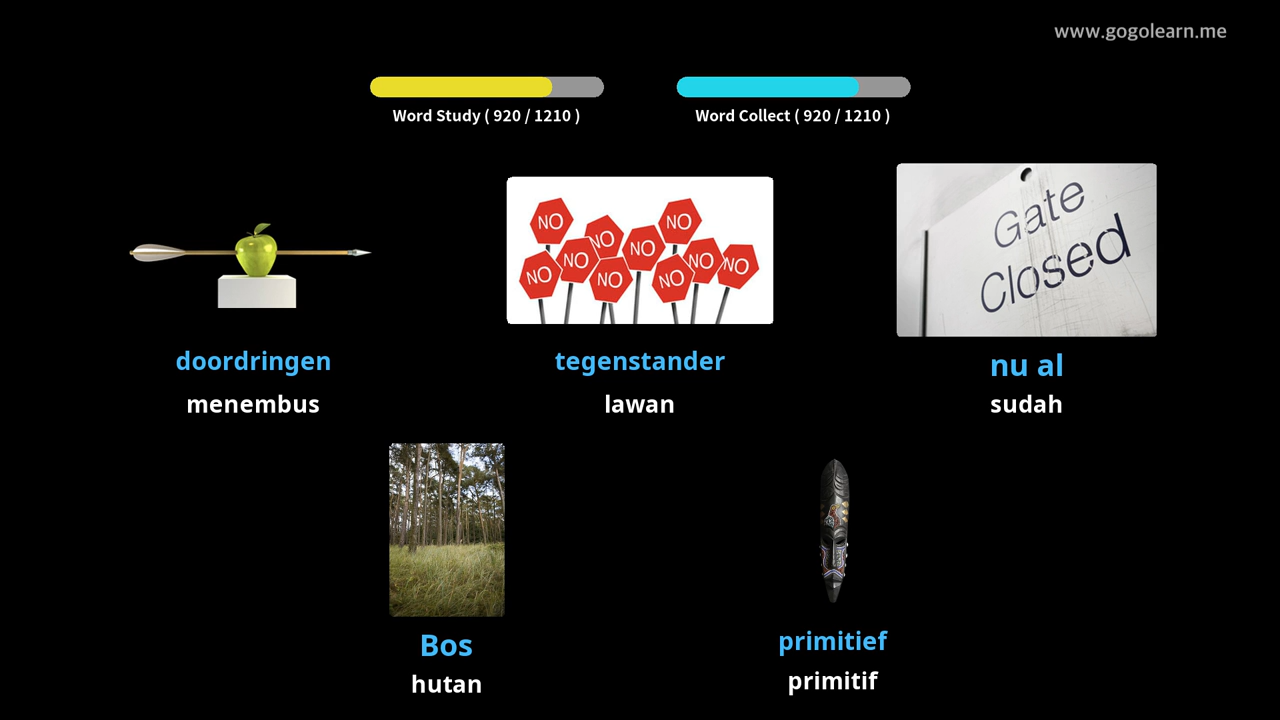 www.gogolearn.me
Word Study ( 920 / 1210 )
Word Collect ( 920 / 1210 )
NO
NO
NO
NO
NO
NO
NO
NO
NO
NO
Gate
Closed
doordringen
tegenstander
nu al
menembus
lawan
sudah
Bos
primitief
hutan
primitif